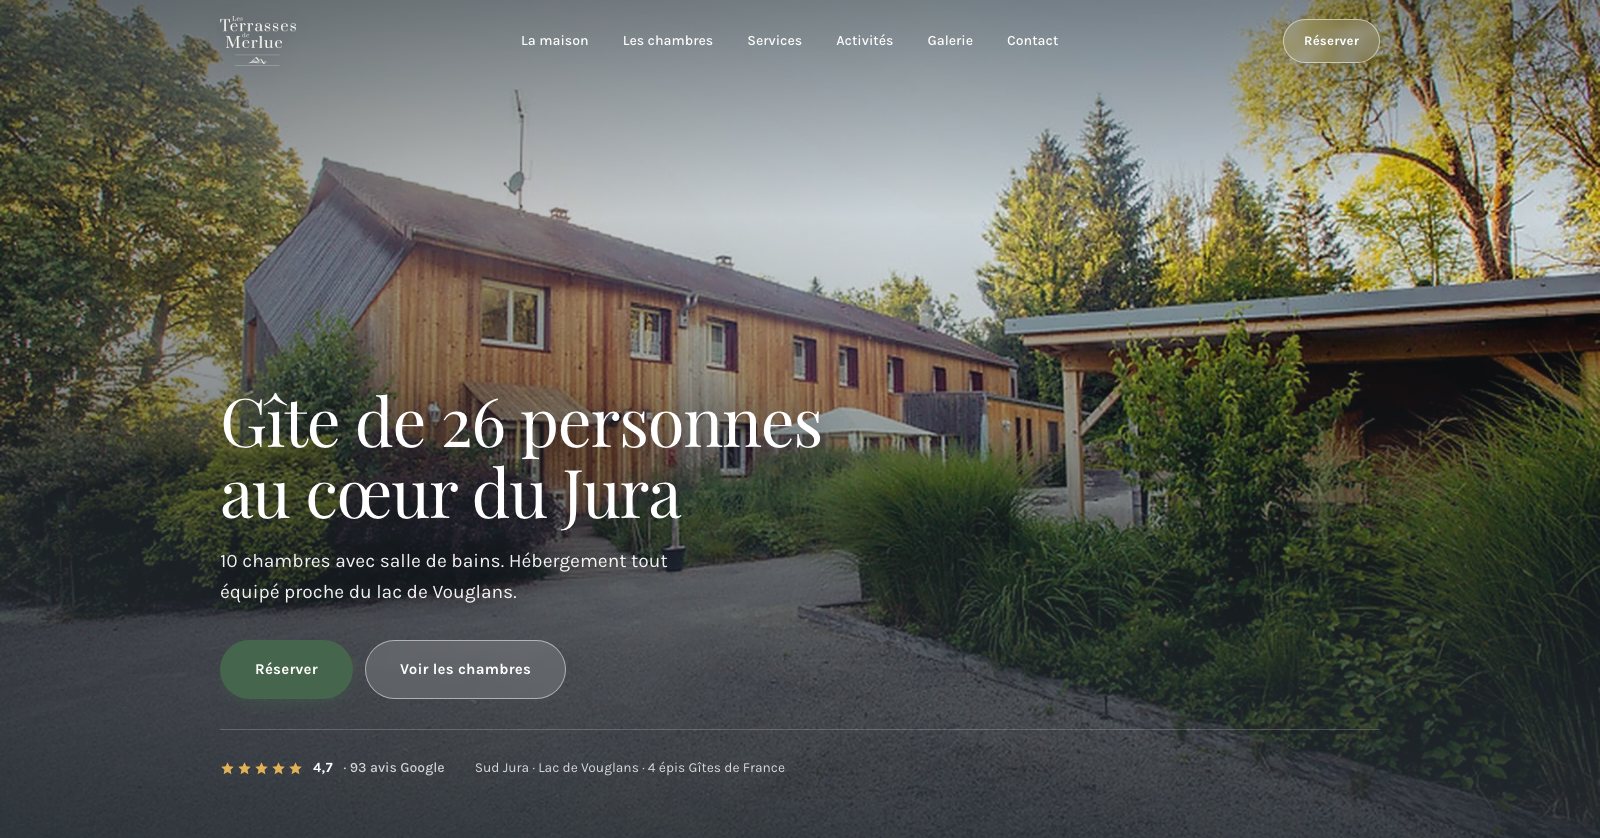 Les
Terrasses
de
Merlue
La maison
Les chambres
Services
Activités
Galerie
Contact
Réserver
Gîte de 26 personnes
au cœur du Jura
10 chambres avec salle de bains. Hébergement tout
équipé proche du lac de Vouglans.
Réserver
Voir les chambres
4,7 · 93 avis Google
Sud Jura · Lac de Vouglans · 4 épis Gîtes de France